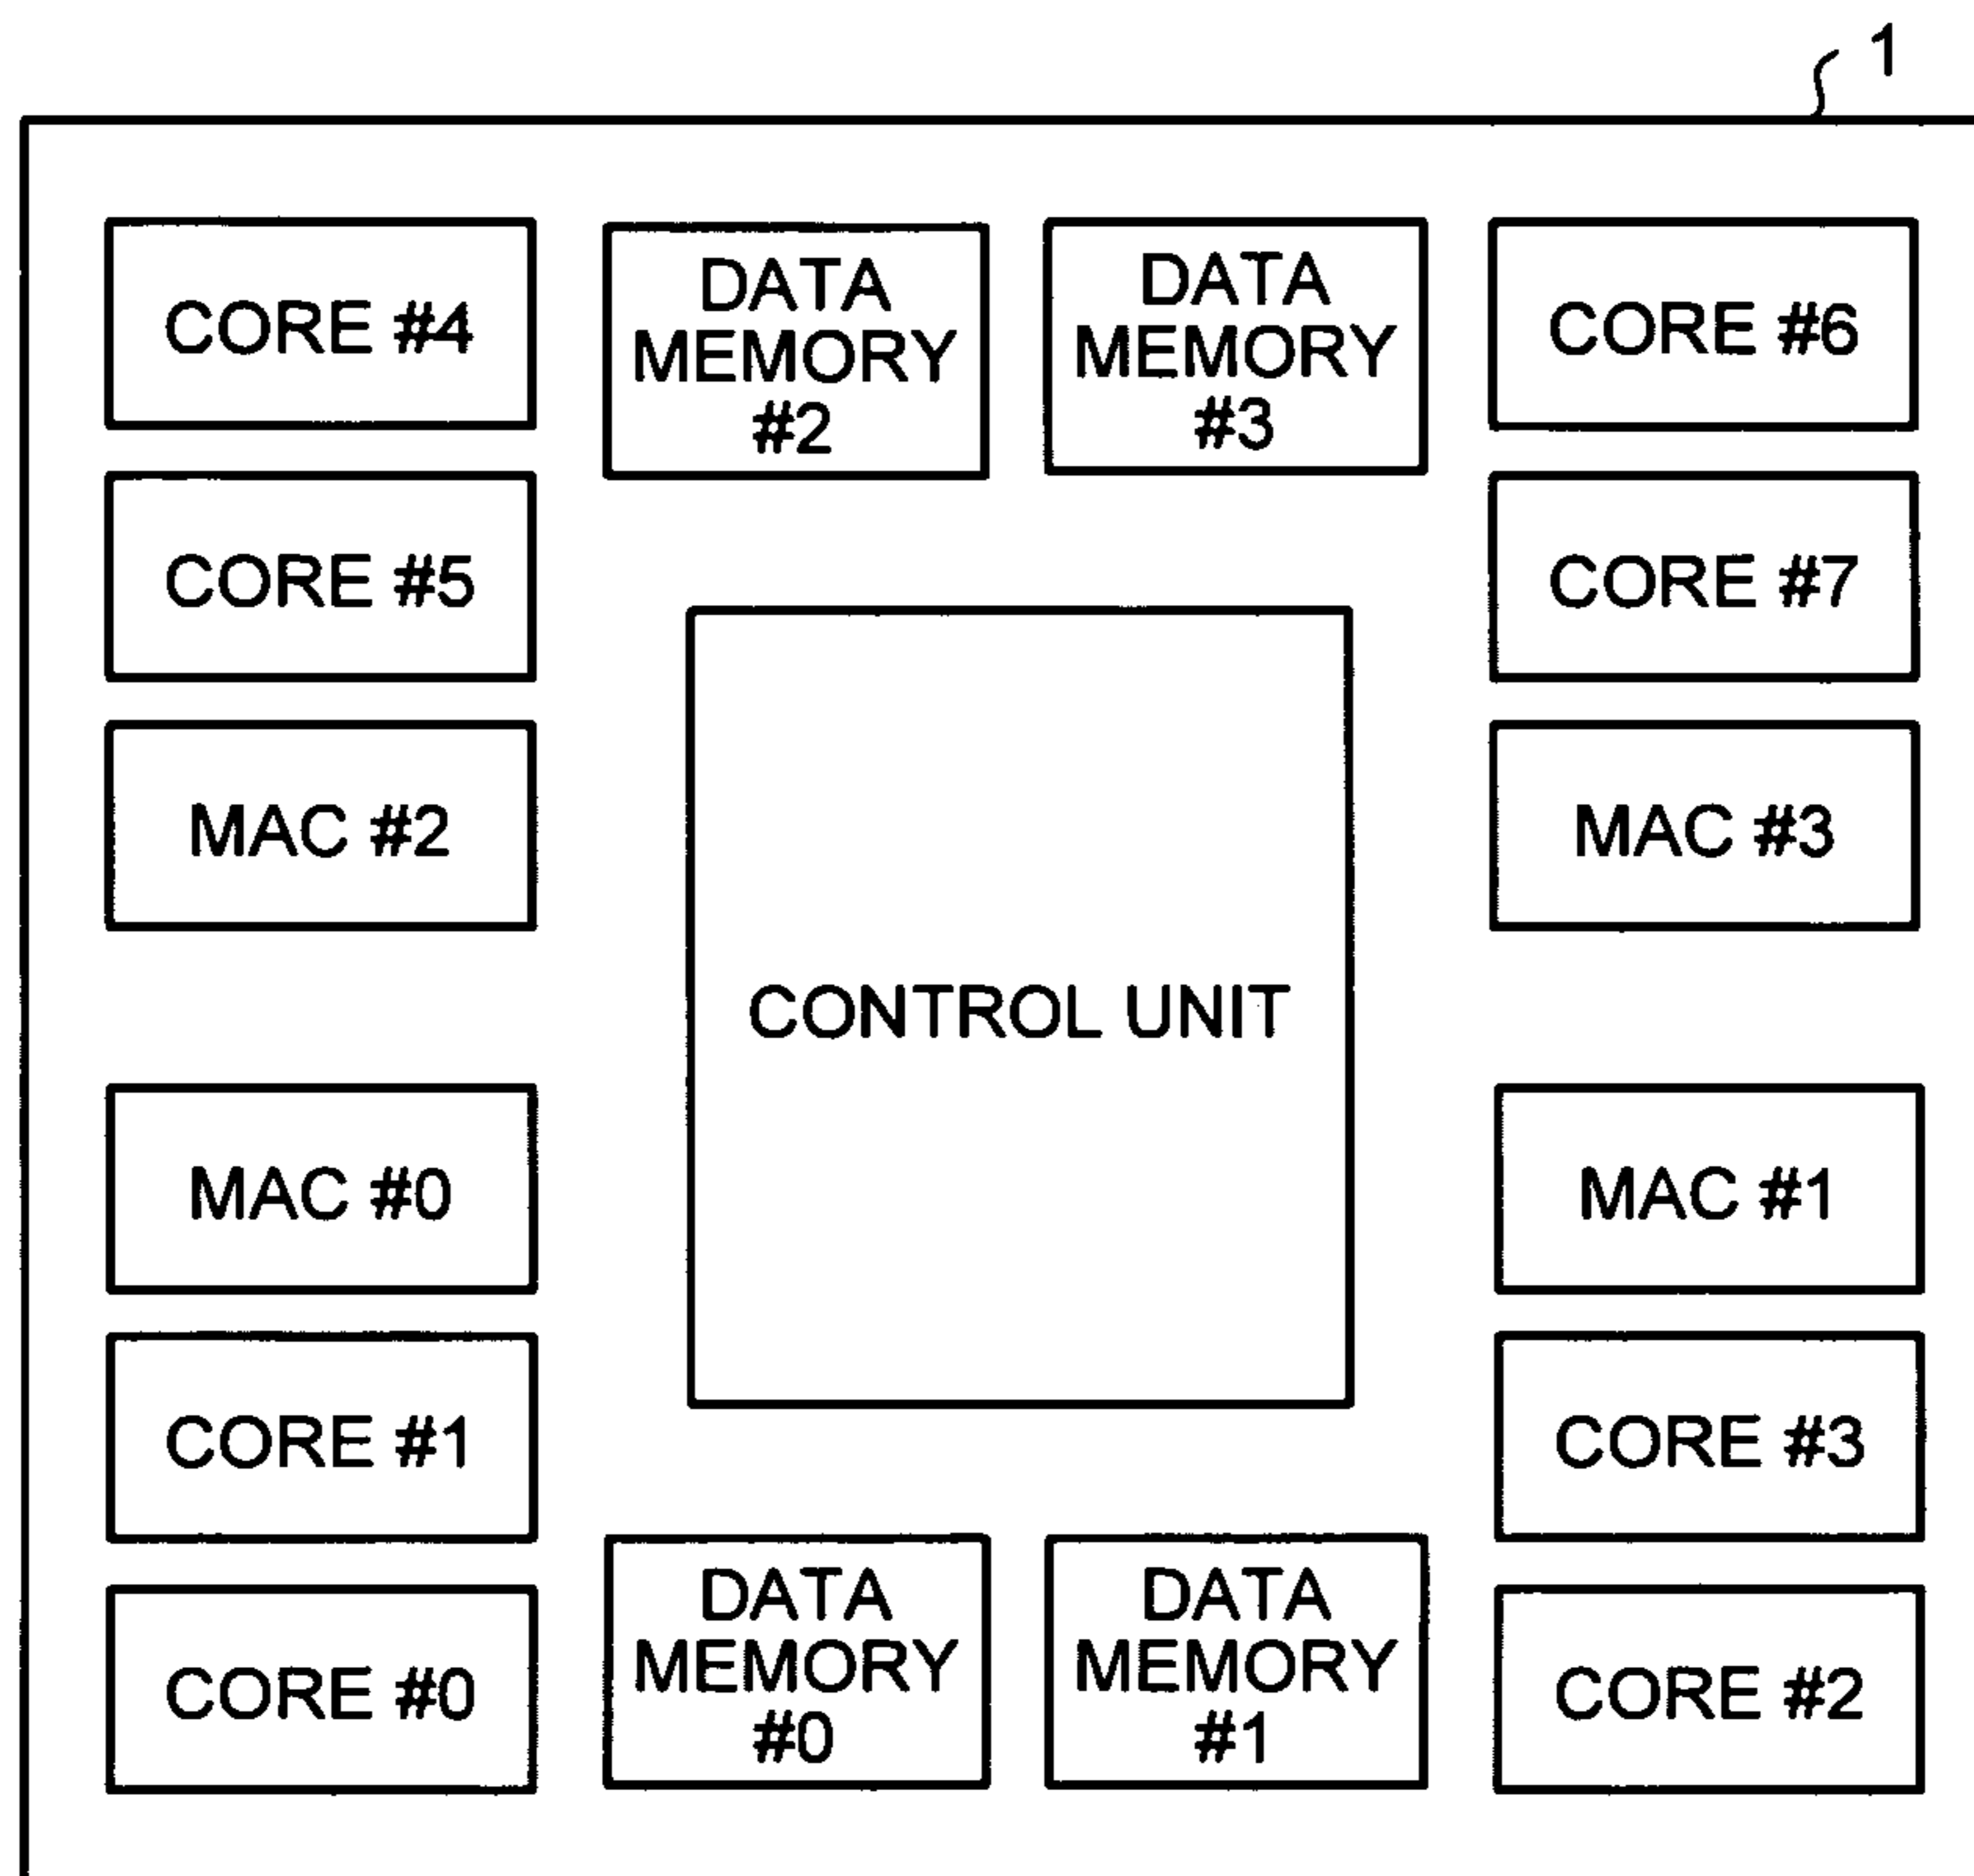 1
CORE #4
DATA
MEMORY
#2
DATA
MEMORY
#3
CORE #6
CORE #5
CORE #7
MAC #2
MAC #3
CONTROL UNIT
MAC #0
MAC #1
CORE #1
CORE #3
CORE #0
DATA
MEMORY
#0
DATA
MEMORY
#1
CORE #2